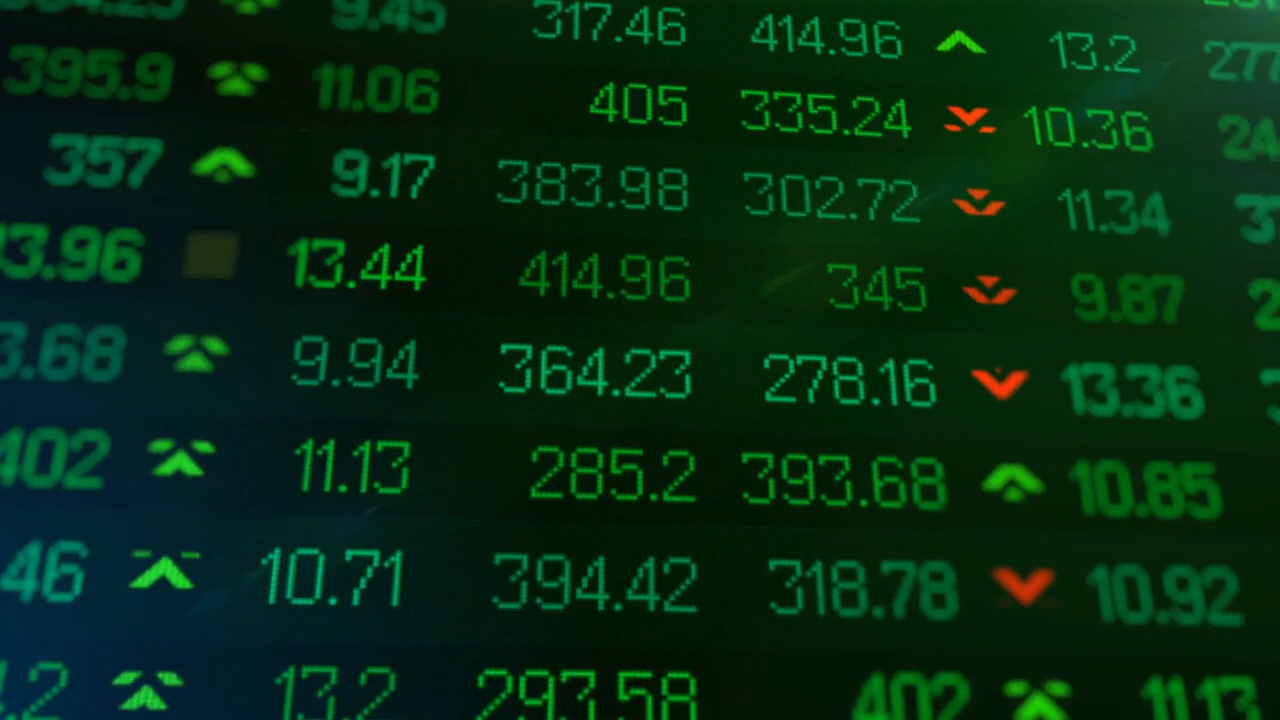 9.45 317.46 414.96 13.2
395.9 11.06 405 335.24 10.36
357 9.17 383.98 302.72 11.34
3.96 13.44 414.96 345 9.87
3.68 9.94 364.23 278.16 13.36
402 11.13 285.2 393.68 10.85
46 10.71 394.42 318.78 10.92
.2 13.2 293.58 402 11.13